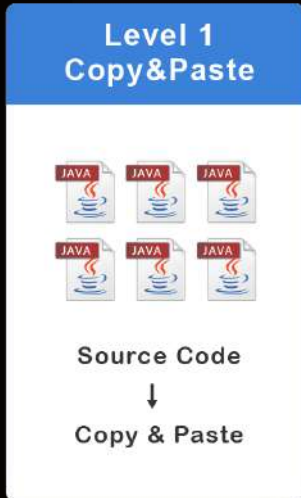 Level 1
Copy&Paste
JAVA JAVA JAVA
JAVA JAVA JAVA
Source Code
↓
Copy & Paste